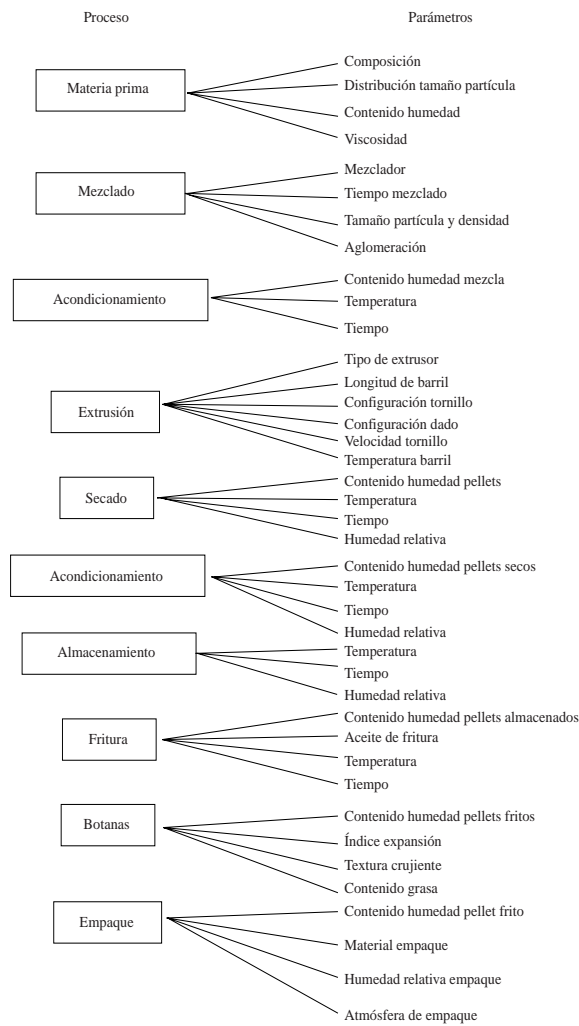 Proceso
Parámetros
Materia prima
Composición
Distribución tamaño partícula
Contenido humedad
Viscosidad
Mezclado
Mezclador
Tiempo mezclado
Tamaño partícula y densidad
Aglomeración
Acondicionamiento
Contenido humedad mezcla
Temperatura
Tiempo
Extrusión
Tipo de extrusor
Longitud de barril
Configuración tornillo
Configuración dado
Velocidad tornillo
Temperatura barril
Secado
Contenido humedad pellets
Temperatura
Tiempo
Humedad relativa
Acondicionamiento
Contenido humedad pellets secos
Temperatura
Tiempo
Humedad relativa
Almacenamiento
Temperatura
Tiempo
Humedad relativa
Fritura
Contenido humedad pellets almacenados
Aceite de fritura
Temperatura
Tiempo
Botanas
Contenido humedad pellets fritos
Índice expansión
Textura crujiente
Contenido grasa
Empaque
Contenido humedad pellet frito
Material empaque
Humedad relativa empaque
Atmósfera de empaque